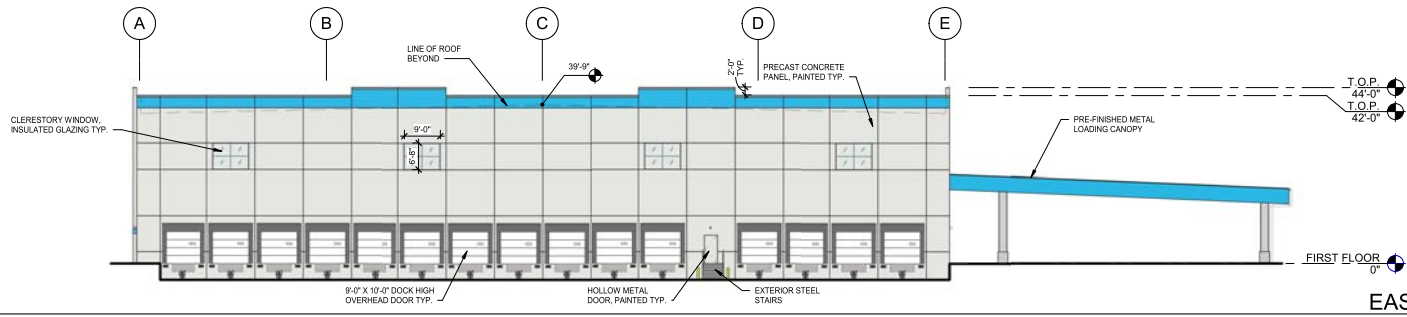 A
B
C
D
E
LINE OF ROOF
BEYOND
39'-9"
2'-0"
TYP.
PRECAST CONCRETE
PANEL, PAINTED TYP.
T.O.P.
44'-0"
T.O.P.
42'-0"
CLERESTORY WINDOW,
INSULATED GLAZING TYP.
9'-0"
6'-8"
PRE-FINISHED METAL
LOADING CANOPY
FIRST FLOOR
0"
9'-0" X 10'-0" DOCK HIGH
OVERHEAD DOOR TYP.
HOLLOW METAL
DOOR, PAINTED TYP.
EXTERIOR STEEL
STAIRS
EAS